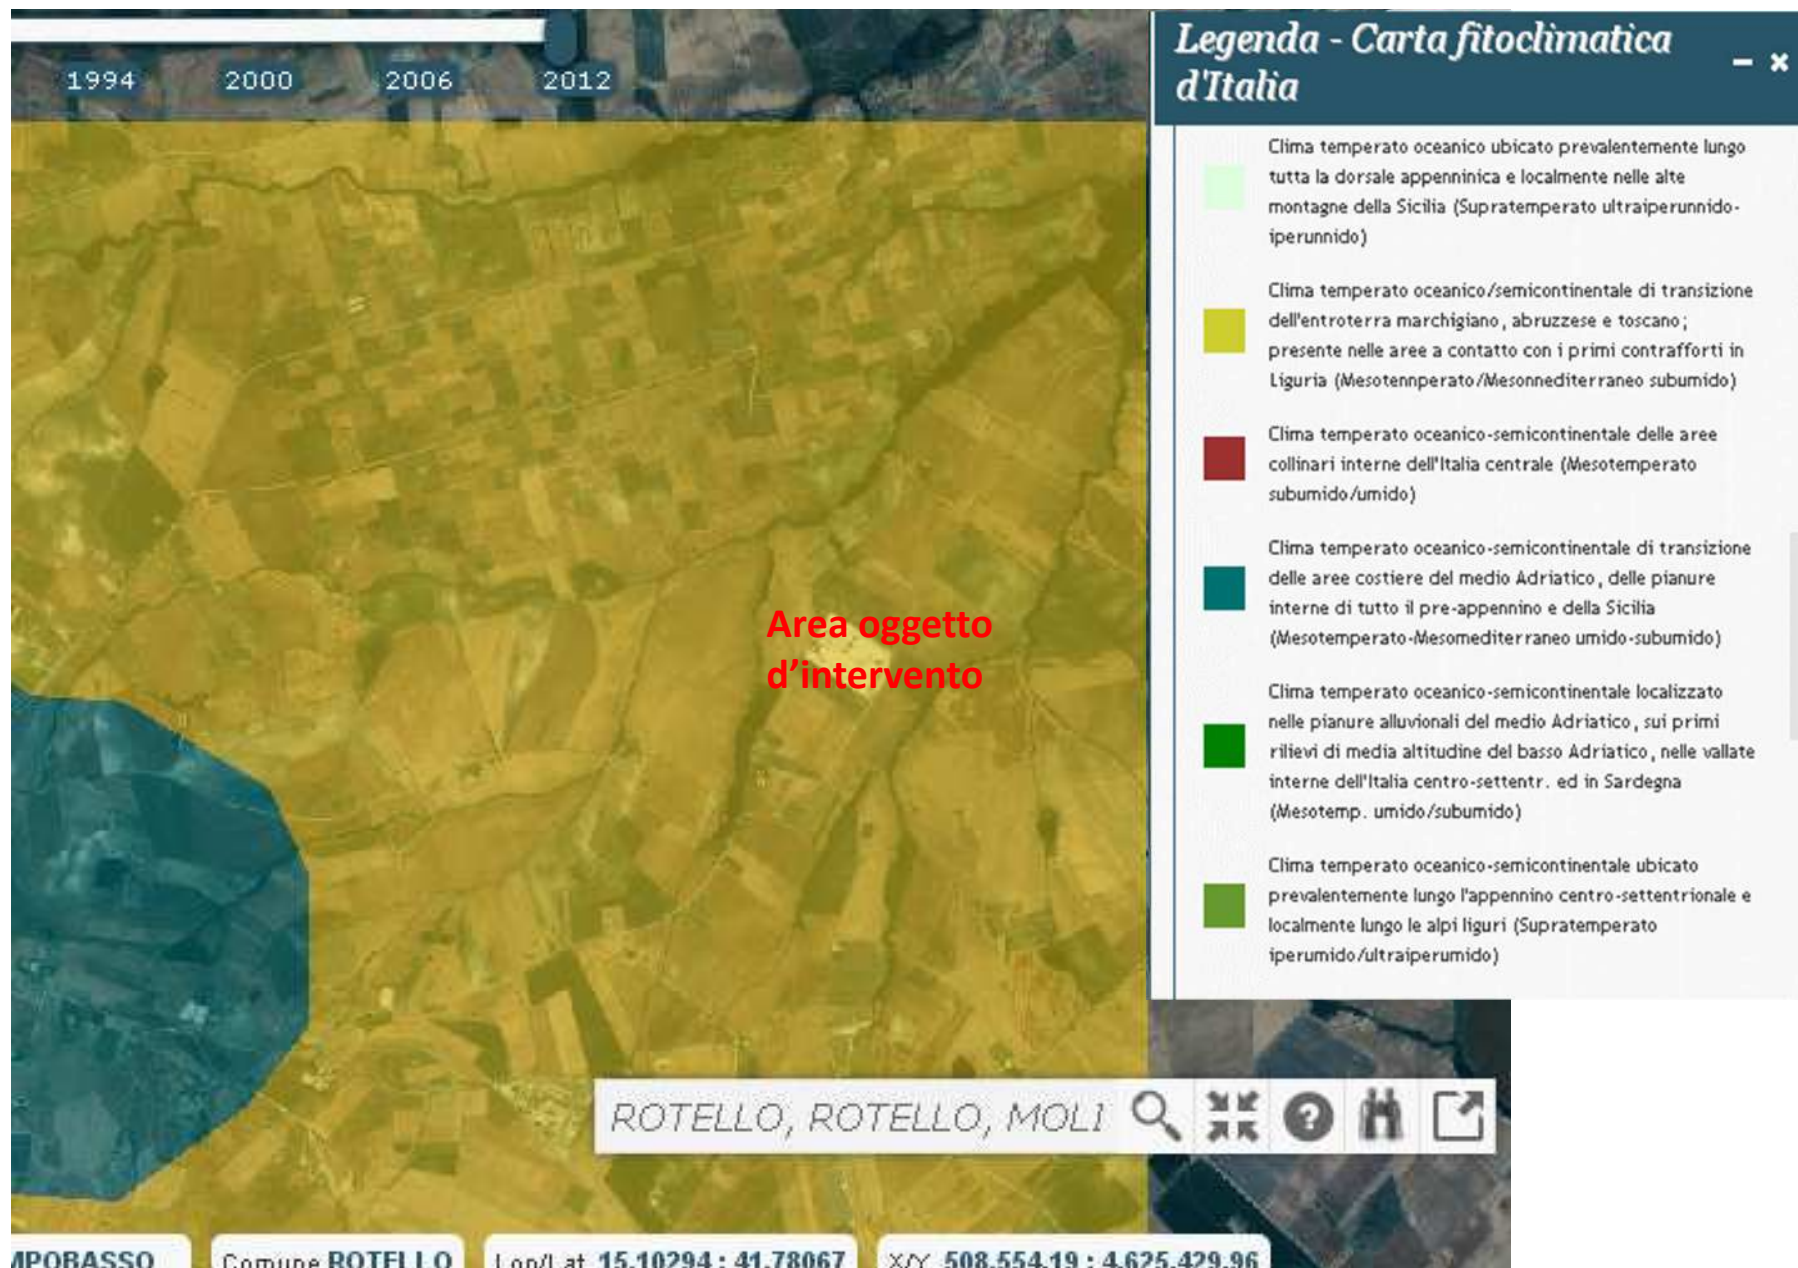 1994 2000 2006 2012
Legenda - Carta fitoclimatica
d'Italia
Clima temperato oceanico ubicato prevalentemente lungo
tutta la dorsale appenninica e localmente nelle alte
montagne della Sicilia (Supratemperato ultraiperunnido-
iperunnido)
Clima temperato oceanico/semicontinentale di transizione
dell'entroterra marchigiano, abruzzese e toscano;
presente nelle aree a contatto con i primi contrafforti in
Liguria (Mesotennperato/Mesonnediterraneo subumido)
Clima temperato oceanico-semicontinentale delle aree
collinari interne dell'Italia centrale (Mesotemperato
subumido/umido)
Clima temperato oceanico-semicontinentale di transizione
delle aree costiere del medio Adriatico, delle pianure
interne di tutto il pre-appennino e della Sicilia
(Mesotemperato-Mesomediterraneo umido-subumido)
Clima temperato oceanico-semicontinentale localizzato
nelle pianure alluvionali del medio Adriatico, sui primi
rilievi di media altitudine del basso Adriatico, nelle vallate
interne dell'Italia centro-settentr. ed in Sardegna
(Mesotemp. umido/subumido)
Clima temperato oceanico-semicontinentale ubicato
prevalentemente lungo l'appennino centro-settentrionale e
localmente lungo le alpi liguri (Supratemperato
iperumido/ultraiperumido)
Area oggetto
d'intervento
ROTELLO, ROTELLO, MOLI
MPOBASSO Comune ROTELLO Lon/Lat 15.10294 : 41.78067 X/Y 508,554.19 : 4,625,429.96